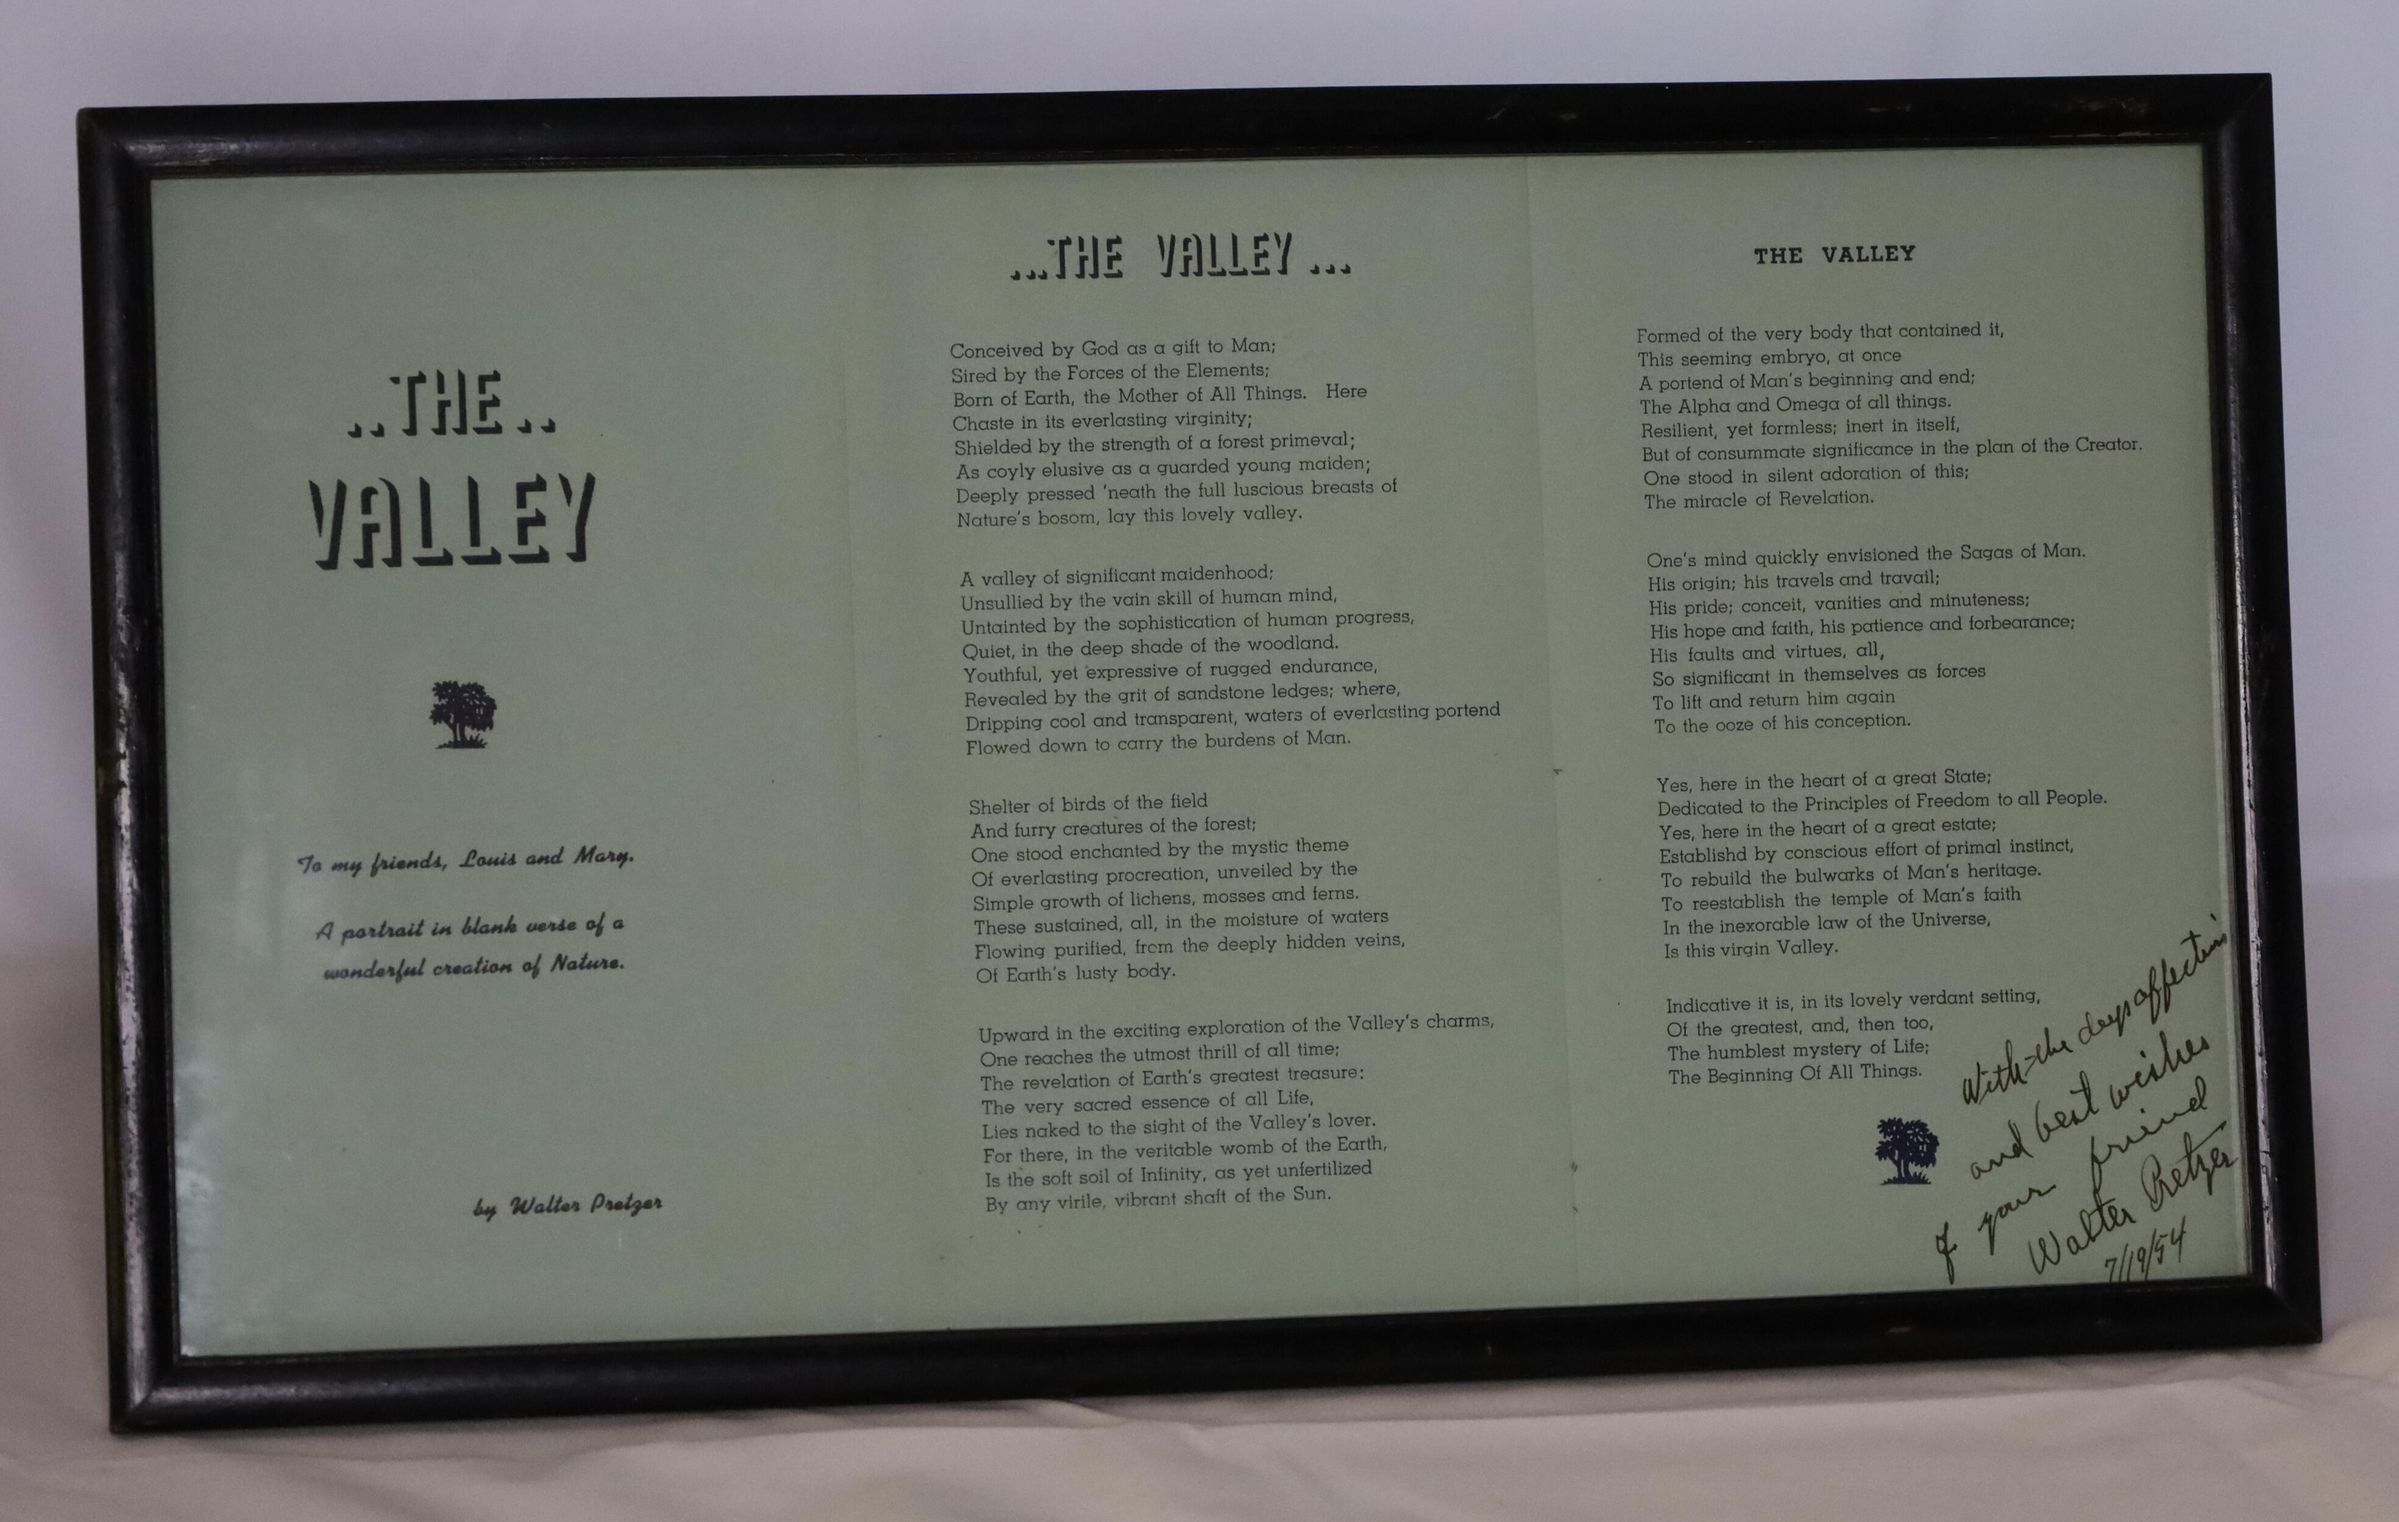 ..THE..
VALLEY
To my friends, Louis and Mary.
A portrait in blank verse of a
wonderful creation of Nature.
by Walter Pretzer
...THE VALLEY...
Conceived by God as a gift to Man;
Sired by the Forces of the Elements;
Born of Earth, the Mother of All Things. Here
Chaste in its everlasting virginity;
Shielded by the strength of a forest primeval;
As coyly elusive as a guarded young maiden;
Deeply pressed 'neath the full luscious breasts of
Nature's bosom, lay this lovely valley.
A valley of significant maidenhood;
Unsullied by the vain skill of human mind,
Untainted by the sophistication of human progress,
Quiet, in the deep shade of the woodland.
Youthful, yet expressive of rugged endurance,
Revealed by the grit of sandstone ledges; where,
Dripping cool and transparent, waters of everlasting portend
Flowed down to carry the burdens of Man.
Shelter of birds of the field
And furry creatures of the forest;
One stood enchanted by the mystic theme
Of everlasting procreation, unveiled by the
Simple growth of lichens, mosses and ferns.
These sustained, all, in the moisture of waters
Flowing purified, from the deeply hidden veins,
Of Earth's lusty body.
Upward in the exciting exploration of the Valley's charms,
One reaches the utmost thrill of all time;
The revelation of Earth's greatest treasure:
The very sacred essence of all Life,
Lies naked to the sight of the Valley's lover.
For there, in the veritable womb of the Earth,
Is the soft soil of Infinity, as yet unfertilized
By any virile, vibrant shaft of the Sun.
THE VALLEY
Formed of the very body that contained it,
This seeming embryo, at once
A portend of Man's beginning and end;
The Alpha and Omega of all things.
Resilient, yet formless; inert in itself,
But of consummate significance in the plan of the Creator.
One stood in silent adoration of this;
The miracle of Revelation.
One's mind quickly envisioned the Sagas of Man.
His origin; his travels and travail;
His pride; conceit, vanities and minuteness;
His hope and faith, his patience and forbearance;
His faults and virtues, all,
So significant in themselves as forces
To lift and return him again
To the ooze of his conception.
Yes, here in the heart of a great State;
Dedicated to the Principles of Freedom to all People.
Yes, here in the heart of a great estate;
Establishd by conscious effort of primal instinct,
To rebuild the bulwarks of Man's heritage.
To reestablish the temple of Man's faith
In the inexorable law of the Universe,
Is this virgin Valley.
Indicative it is, in its lovely verdant setting,
Of the greatest, and, then too,
The humblest mystery of Life;
The Beginning Of All Things.
With the deep affection
and best wishes
of your friend
Walter Pretzer
7/19/54